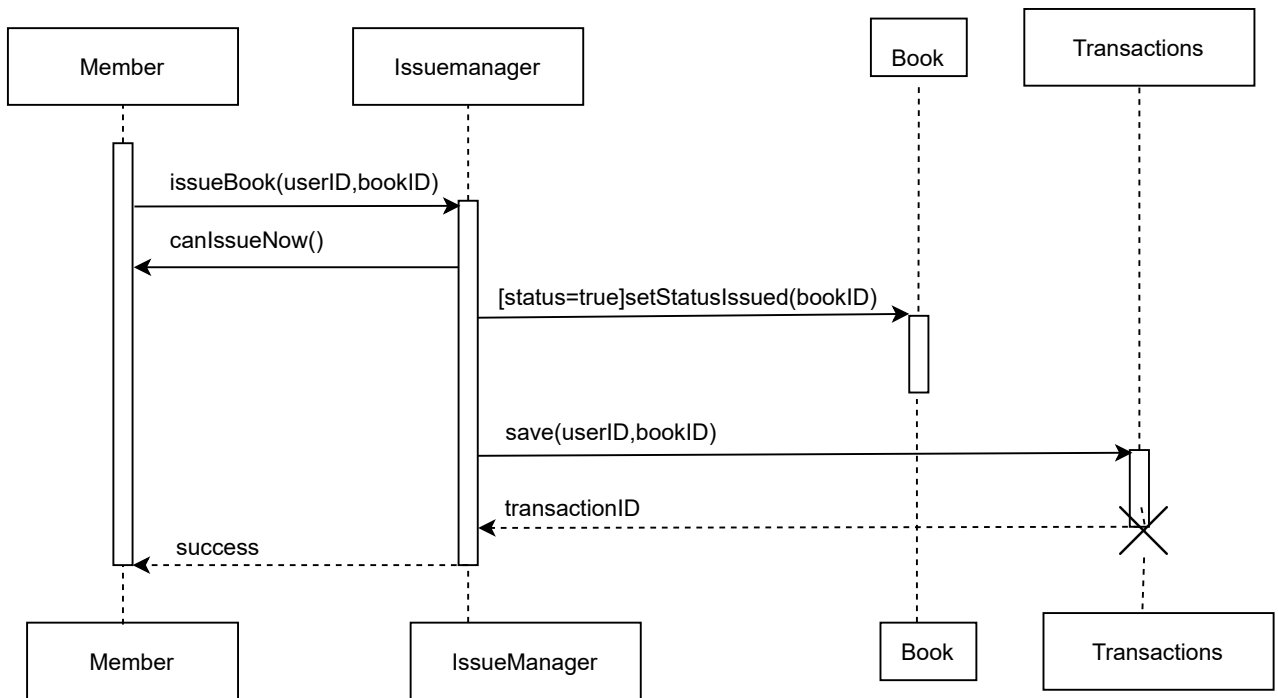 Member
Issuemanager
Book
Transactions
issueBook(userID,bookID)
canIssueNow()
[status=true]setStatusIssued(bookID)
save(userID,bookID)
transactionID
success
Member
IssueManager
Book
Transactions